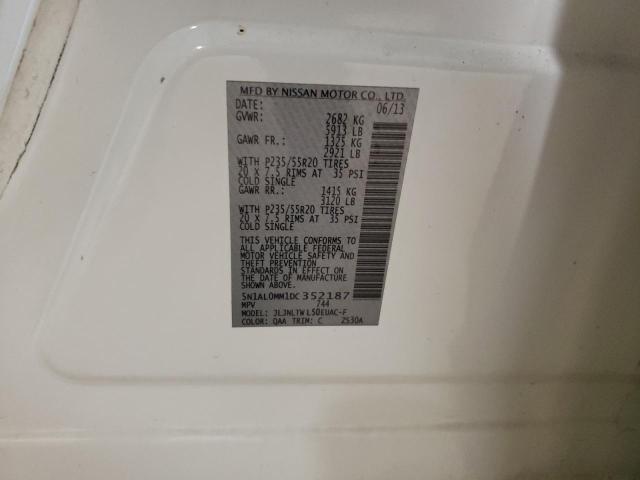 MFD BY NISSAN MOTOR CO., LTD.
DATE: 06/13
GVWR: 2682 KG
5913 LB
GAWR FR.: 1325 KG
2921 LB
WITH P235/55R20 TIRES
20 X 7.5 RIMS AT 35 PSI
COLD SINGLE
GAWR RR.: 1415 KG
3120 LB
WITH P235/55R20 TIRES
20 X 7.5 RIMS AT 35 PSI
COLD SINGLE
THIS VEHICLE CONFORMS TO
ALL APPLICABLE FEDERAL
MOTOR VEHICLE SAFETY AND
THEFT PREVENTION
STANDARDS IN EFFECT ON
THE DATE OF MANUFACTURE
SHOWN ABOVE.
5N1AL0MM1DC352187
MPV 744
MODEL: JLJNLTWL50EUAC-F
COLOR: QAA TRIM: C ZS30A